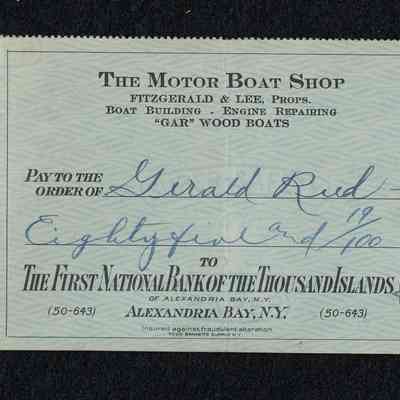 THE MOTOR BOAT SHOP
FITZGERALD & LEE, PROPS.
BOAT BUILDING - ENGINE REPAIRING
"GAR" WOOD BOATS
PAY TO THE
ORDER OF Gerald Reed
Eighty five and 19/100
TO
THE FIRST NATIONAL BANK OF THE THOUSAND ISLANDS
OF ALEXANDRIA BAY, N.Y.
(50-643) ALEXANDRIA BAY, N.Y. (50-643)
Insured against fraudulent alteration